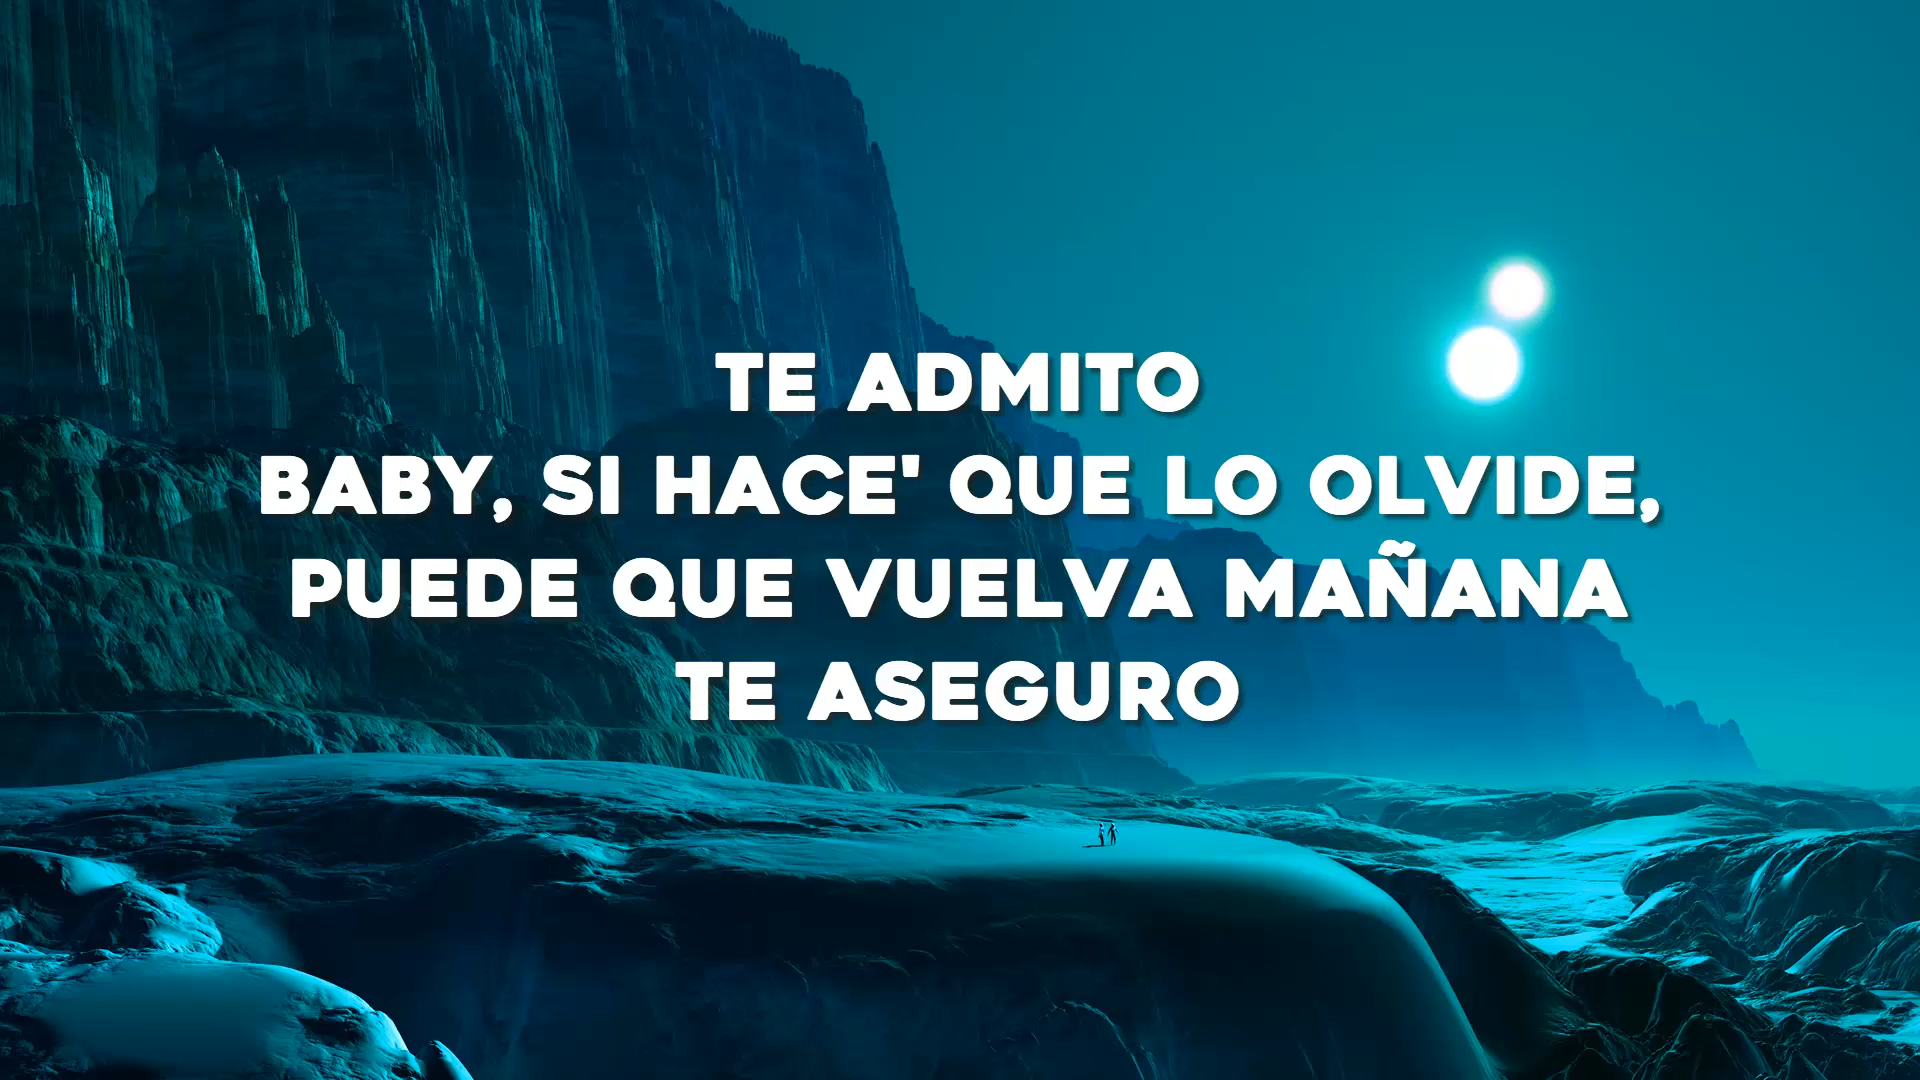 TE ADMITO
BABY, SI HACE' QUE LO OLVIDE,
PUEDE QUE VUELVA MAÑANA
TE ASEGURO